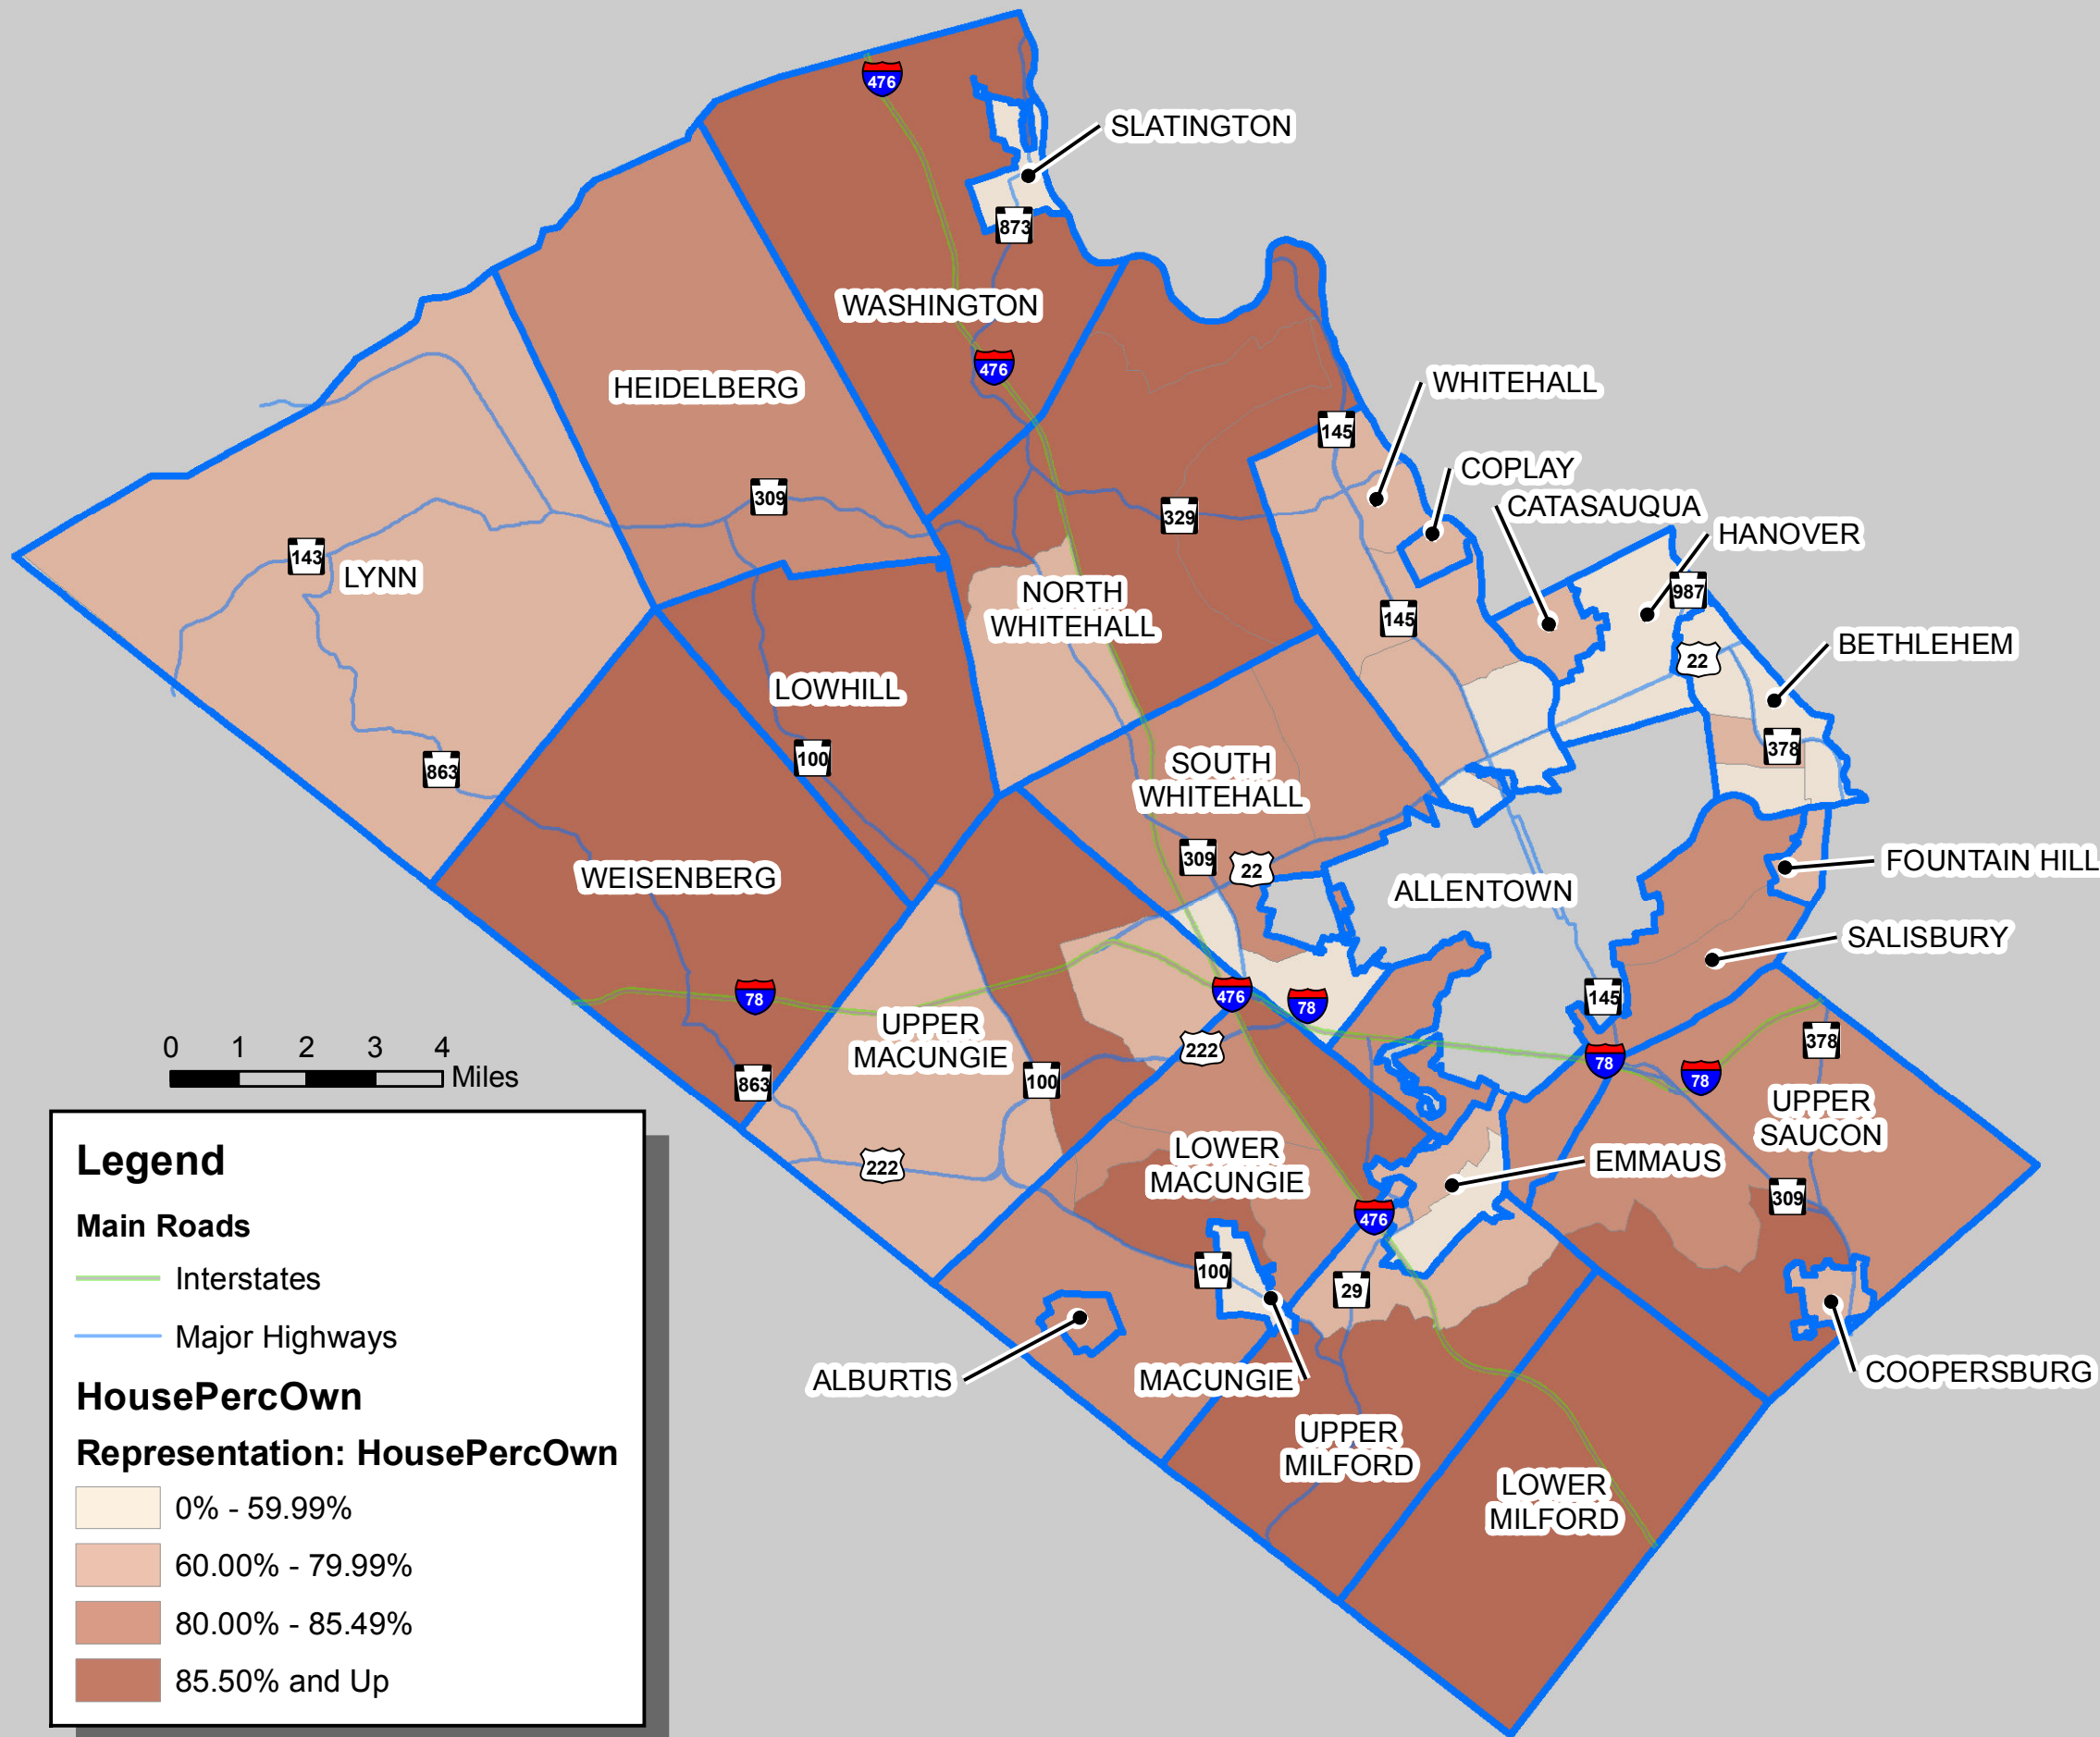 476
SLATINGTON
873
WASHINGTON
476
HEIDELBERG
WHITEHALL
145
COPLAY
CATASAUQUA
309
329
HANOVER
143
LYNN
NORTH
WHITEHALL
987
145
BETHLEHEM
22
LOWHILL
378
100
863
SOUTH
WHITEHALL
309
22
WEISENBERG
ALLENTOWN
FOUNTAIN HILL
SALISBURY
78
476
78
145
UPPER
MACUNGIE
222
378
0 1 2 3 4
Miles
863
100
78
78
UPPER
SAUCON
LOWER
MACUNGIE
222
EMMAUS
309
476
100
29
ALBURTIS
MACUNGIE
COOPERSBURG
UPPER
MILFORD
LOWER
MILFORD
Legend
Main Roads
Interstates
Major Highways
HousePercOwn
Representation: HousePercOwn
0% - 59.99%
60.00% - 79.99%
80.00% - 85.49%
85.50% and Up